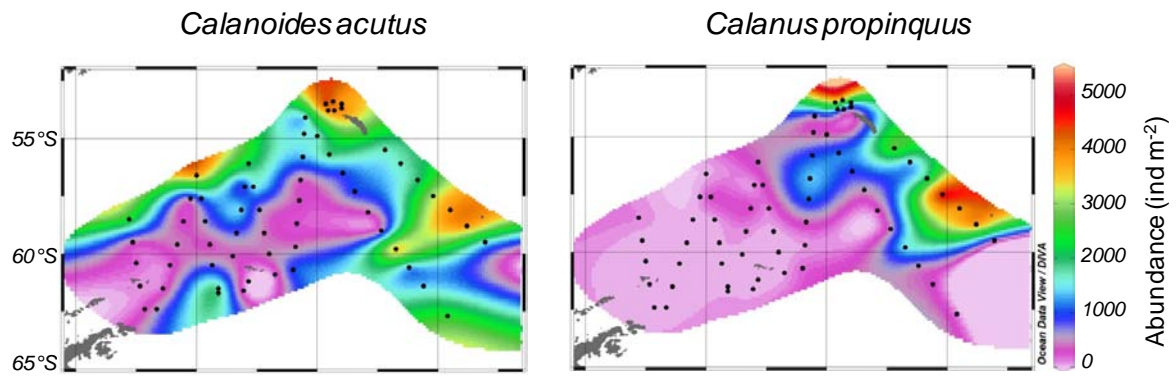 Calanoides acutus
Calanus propinquus
55°S
60°S
65°S
5000
4000
3000
2000
1000
0
Abundance (ind m-2)
Ocean Data View / DIVA